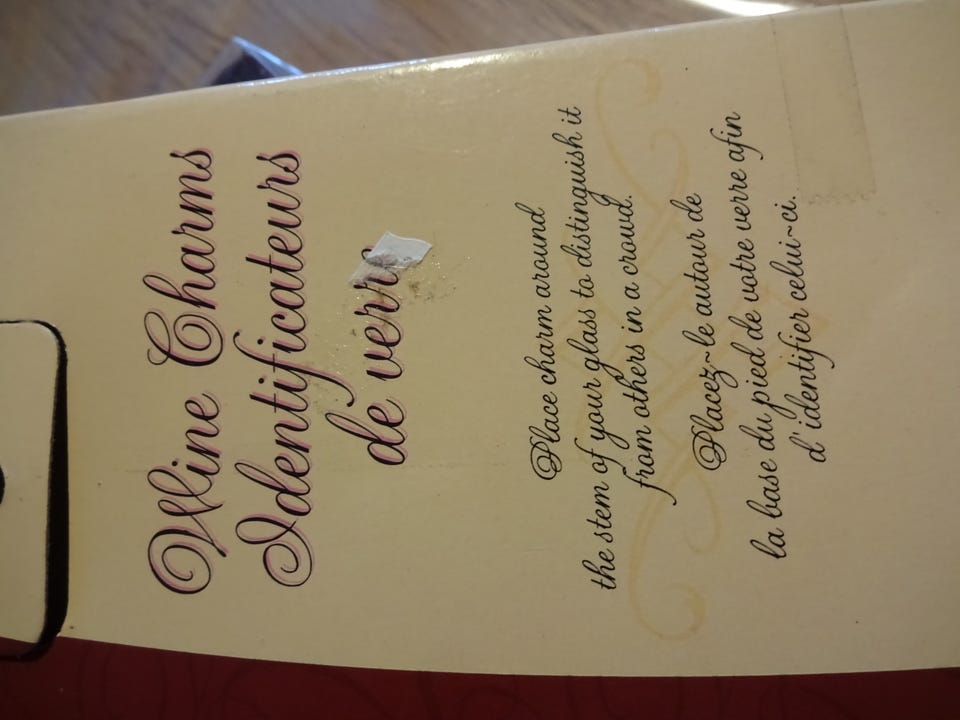 Wine Charms
Identificateurs
de verre
Place charm around
the stem of your glass to distinguish it
from others in a crowd.
Placez~le autour de
la base du pied de votre verre afin
d'identifier celui~ci.